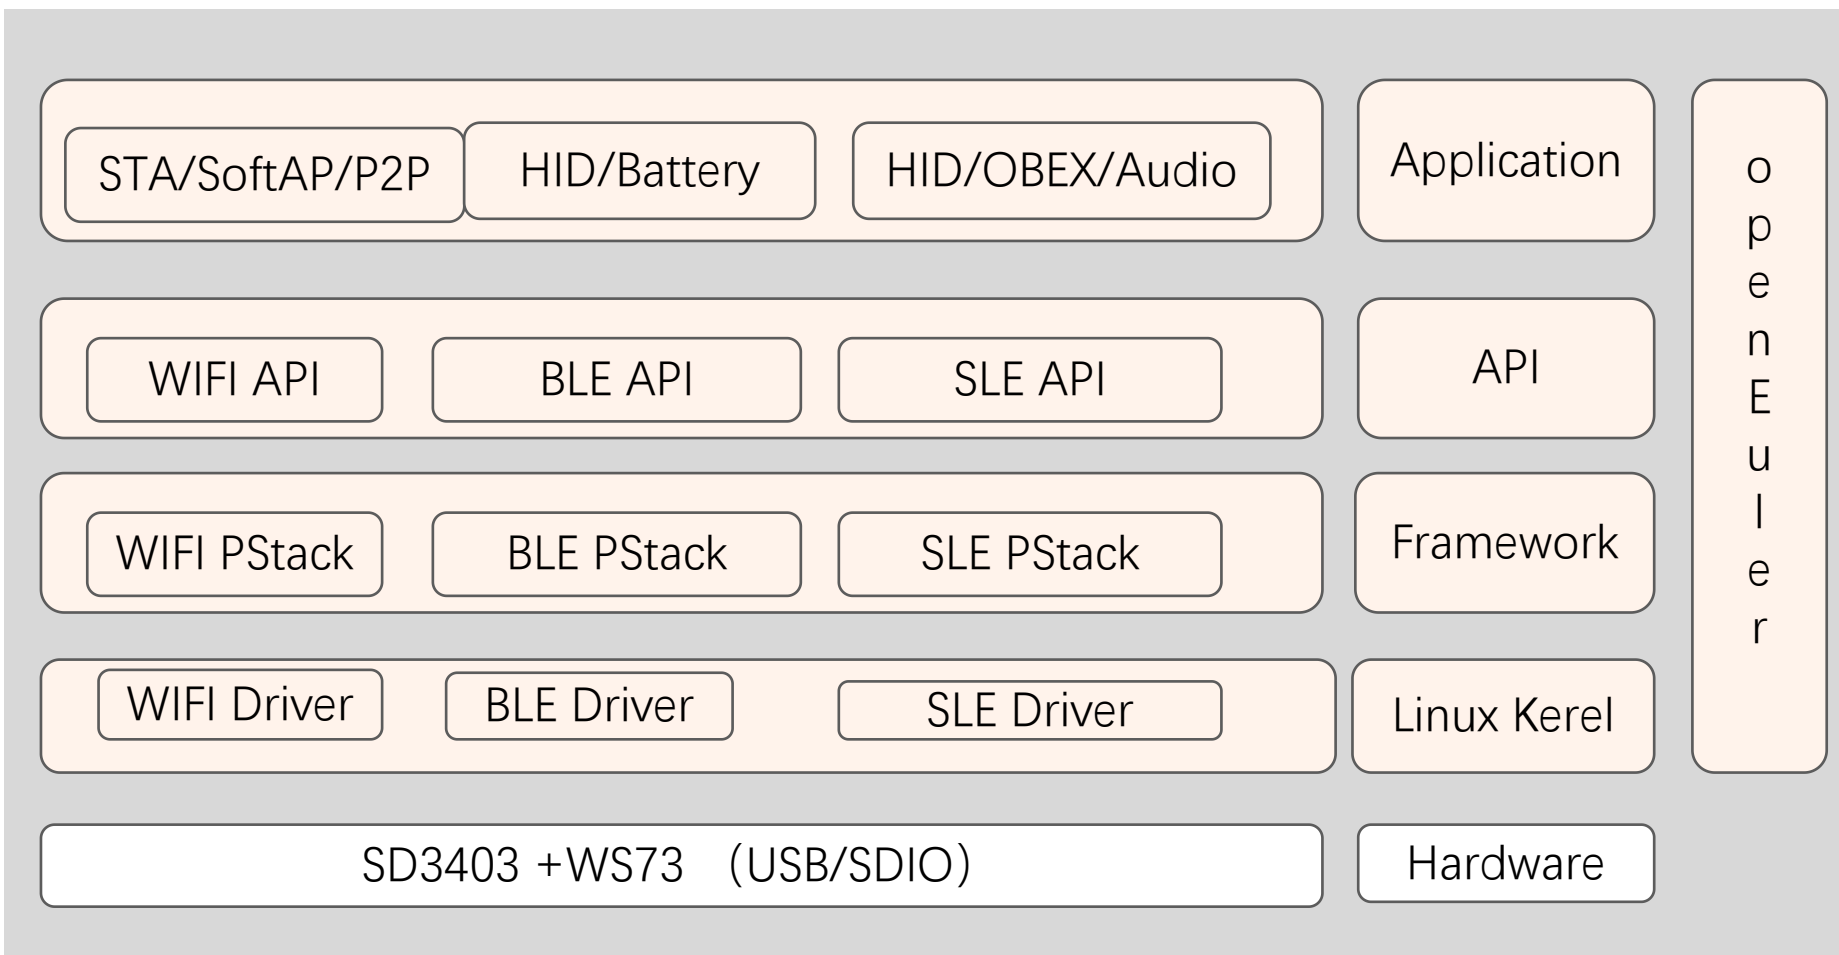 STA/SoftAP/P2P
HID/Battery
HID/OBEX/Audio
Application
WIFI API
BLE API
SLE API
API
WIFI PStack
BLE PStack
SLE PStack
Framework
WIFI Driver
BLE Driver
SLE Driver
Linux Kerel
SD3403 +WS73 （USB/SDIO）
Hardware
openEuler